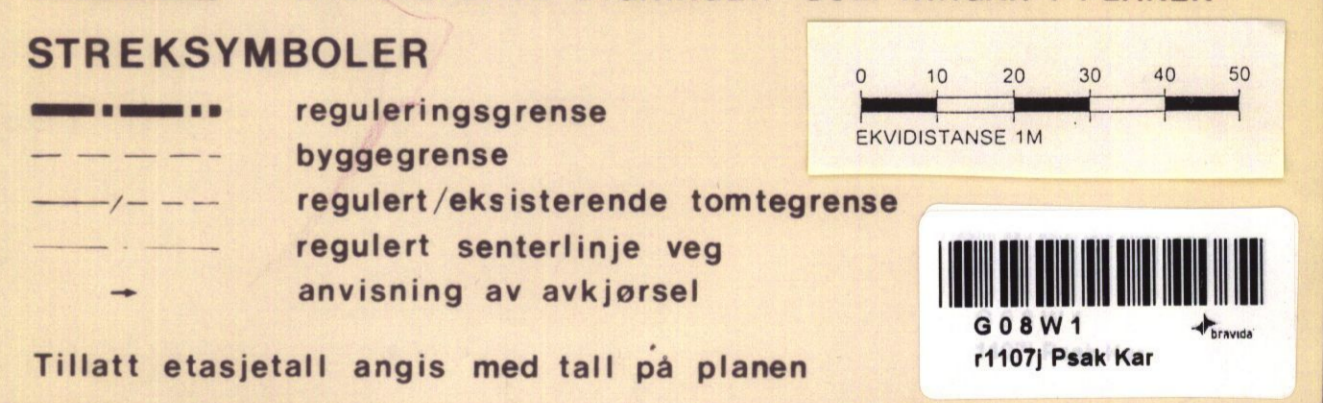 STREKSYMBOLER
reguleringsgrense
byggegrense
regulert/eksisterende tomtegrense
regulert senterlinje veg
anvisning av avkjørsel
Tillatt etasjetall angis med tall på planen
0 10 20 30 40 50
EKVIDISTANSE 1M
G08W1
bravida
r1107j Psak Kar